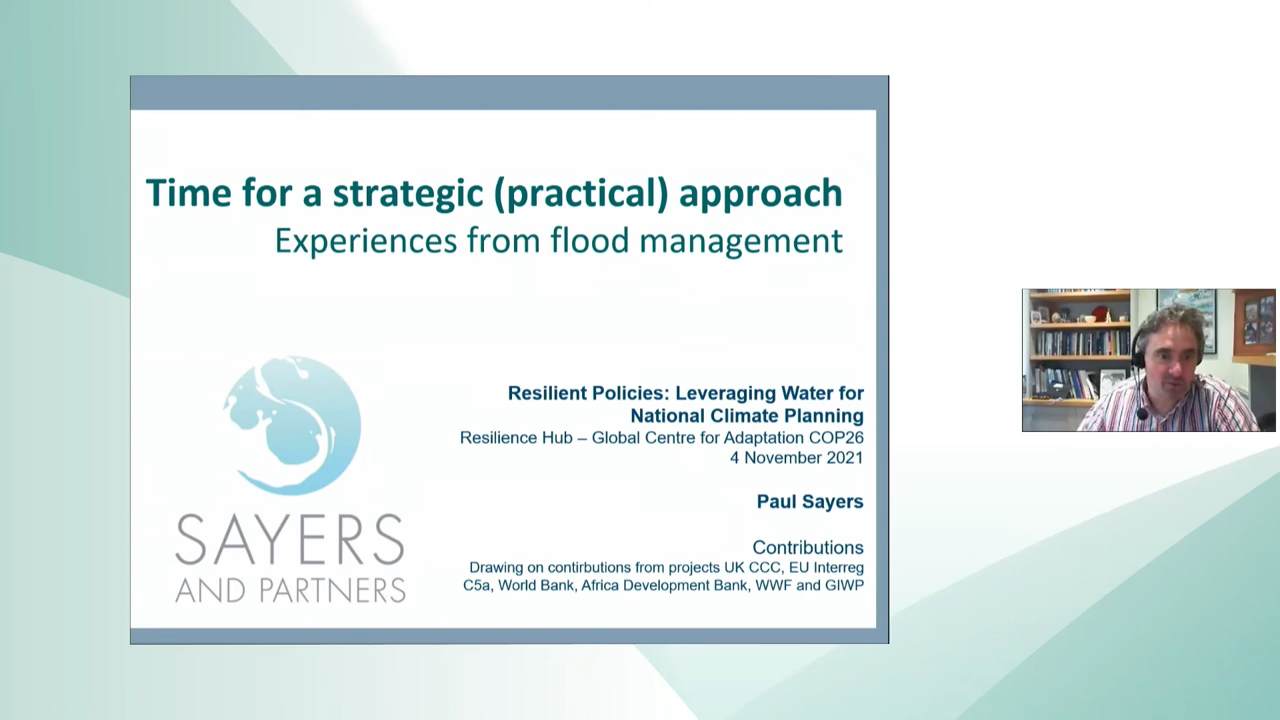 Time for a strategic (practical) approach
Experiences from flood management
Resilient Policies: Leveraging Water for
National Climate Planning
Resilience Hub – Global Centre for Adaptation COP26
4 November 2021
Paul Sayers
Contributions
Drawing on contirbutions from projects UK CCC, EU Interreg
C5a, World Bank, Africa Development Bank, WWF and GIWP
SAYERS
AND PARTNERS